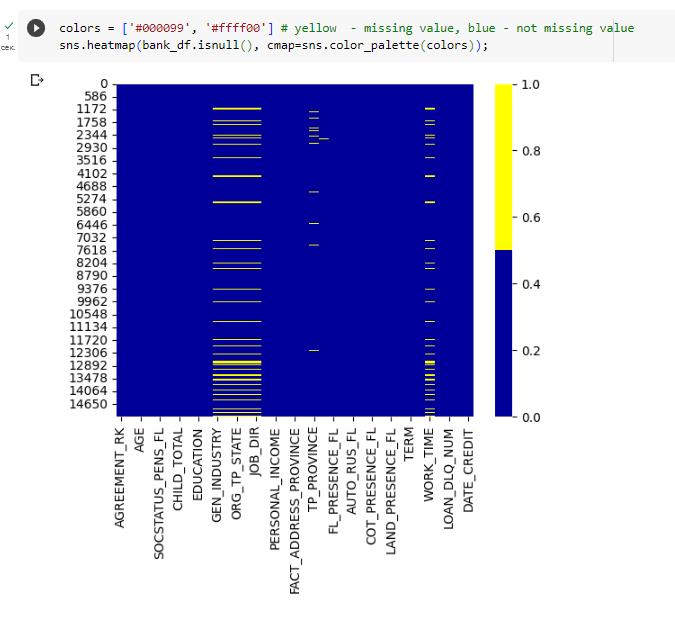 colors = ['#000099', '#ffff00'] # yellow  - missing value, blue - not missing value
1
сек.
sns.heatmap(bank_df.isnull(), cmap=sns.color_palette(colors));
0
586
1172
1758
2344
2930
3516
4102
4688
5274
5860
6446
7032
7618
8204
8790
9376
9962
10548
11134
11720
12306
12892
13478
14064
14650
1.0
0.8
0.6
0.4
0.2
0.0
AGREEMENT_RK
AGE
SOCSTATUS_PENS_FL
CHILD_TOTAL
EDUCATION
GEN_INDUSTRY
ORG_TP_STATE
JOB_DIR
PERSONAL_INCOME
FACT_ADDRESS_PROVINCE
TP_PROVINCE
FL_PRESENCE_FL
AUTO_RUS_FL
COT_PRESENCE_FL
LAND_PRESENCE_FL
TERM
WORK_TIME
LOAN_DLQ_NUM
DATE_CREDIT